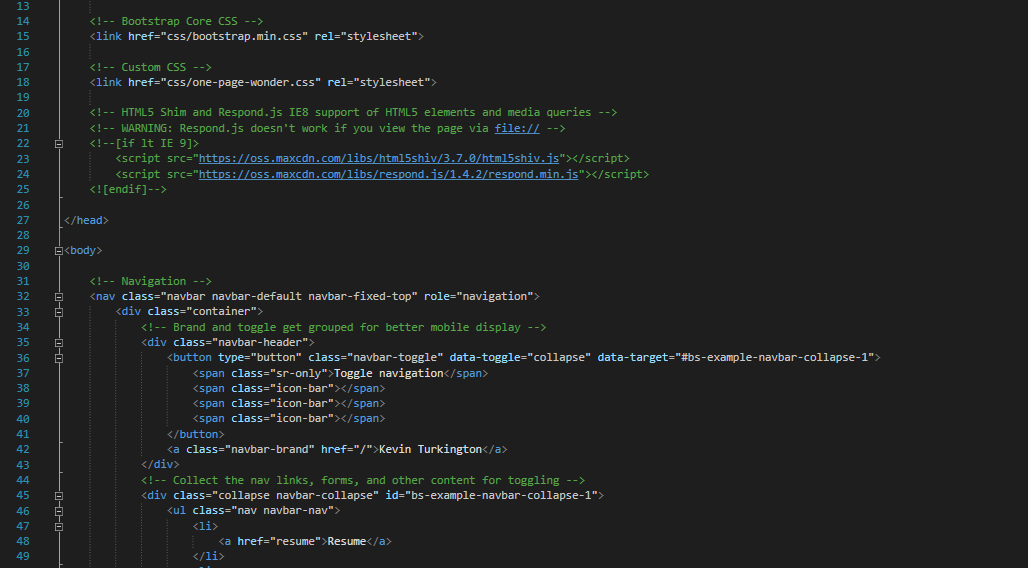 13
14 <!-- Bootstrap Core CSS -->
15 <link href="css/bootstrap.min.css" rel="stylesheet">
16
17 <!-- Custom CSS -->
18 <link href="css/one-page-wonder.css" rel="stylesheet">
19
20 <!-- HTML5 Shim and Respond.js IE8 support of HTML5 elements and media queries -->
21 <!-- WARNING: Respond.js doesn't work if you view the page via file:// -->
22 <!--[if lt IE 9]>
23 <script src="https://oss.maxcdn.com/libs/html5shiv/3.7.0/html5shiv.js"></script>
24 <script src="https://oss.maxcdn.com/libs/respond.js/1.4.2/respond.min.js"></script>
25 <![endif]-->
26
27 </head>
28
29 <body>
30
31 <!-- Navigation -->
32 <nav class="navbar navbar-default navbar-fixed-top" role="navigation">
33 <div class="container">
34 <!-- Brand and toggle get grouped for better mobile display -->
35 <div class="navbar-header">
36 <button type="button" class="navbar-toggle" data-toggle="collapse" data-target="#bs-example-navbar-collapse-1">
37 <span class="sr-only">Toggle navigation</span>
38 <span class="icon-bar"></span>
39 <span class="icon-bar"></span>
40 <span class="icon-bar"></span>
41 </button>
42 <a class="navbar-brand" href="/">Kevin Turkington</a>
43 </div>
44 <!-- Collect the nav links, forms, and other content for toggling -->
45 <div class="collapse navbar-collapse" id="bs-example-navbar-collapse-1">
46 <ul class="nav navbar-nav">
47 <li>
48 <a href="resume">Resume</a>
49 </li>